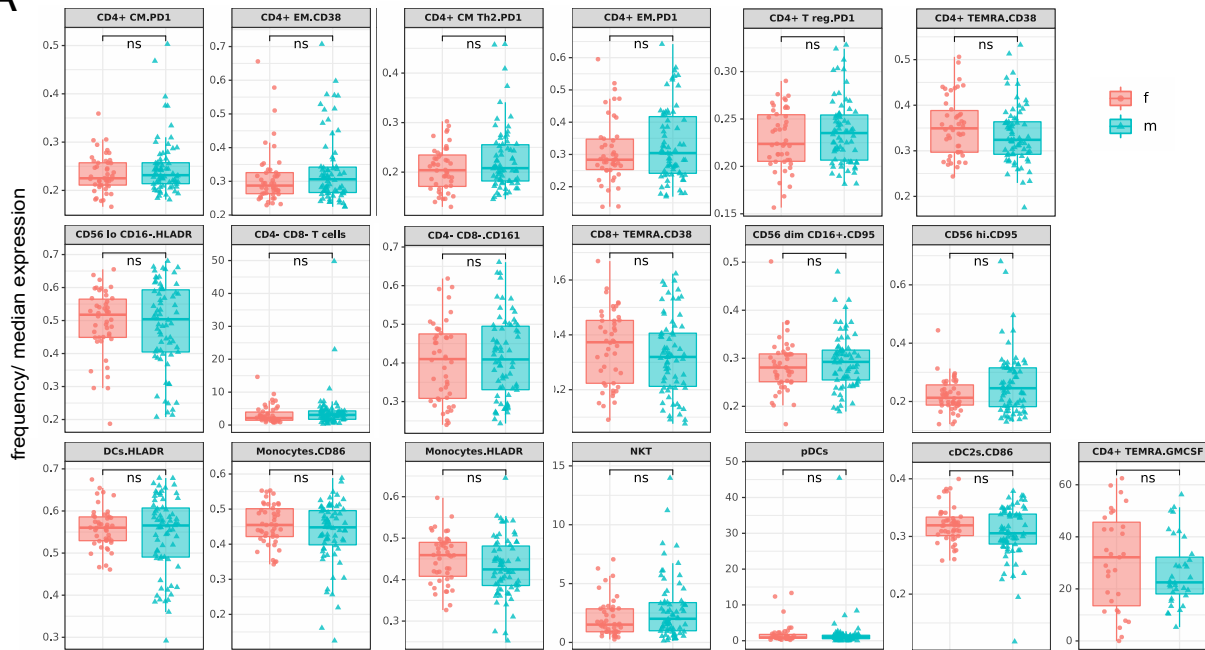 A
CD4+ CM.PD1
CD4+ EM.CD38
CD4+ CM Th2.PD1
CD4+ EM.PD1
CD4+ T reg.PD1
CD4+ TEMRA.CD38
ns
ns
ns
ns
ns
ns
0.5
0.4
0.3
0.2
0.7
0.6
0.5
0.4
0.3
0.2
0.4
0.2
0.6
0.5
0.4
0.3
0.2
0.30
0.25
0.20
0.15
0.5
0.4
0.3
0.2
f
m
frequency/ median expression
CD56 lo CD16-.HLADR
CD4- CD8- T cells
CD4- CD8-.CD161
CD8+ TEMRA.CD38
CD56 dim CD16+.CD95
CD56 hi.CD95
ns
ns
ns
ns
ns
ns
0.7
0.6
0.5
0.4
0.3
0.2
50
40
30
20
10
0
0.7
0.6
0.5
0.4
0.3
.6
.4
.2
0.5
0.4
0.3
0.2
0.6
0.4
0.2
DCs.HLADR
Monocytes.CD86
Monocytes.HLADR
NKT
pDCs
cDC2s.CD86
CD4+ TEMRA.GMCSF
ns
ns
ns
ns
ns
ns
ns
0.7
0.6
0.5
0.4
0.3
0.6
0.5
0.4
0.3
0.2
0.1
0.6
0.5
0.4
0.3
15
10
5
0
50
40
30
20
10
0
0.4
0.3
0.2
60
40
20
0